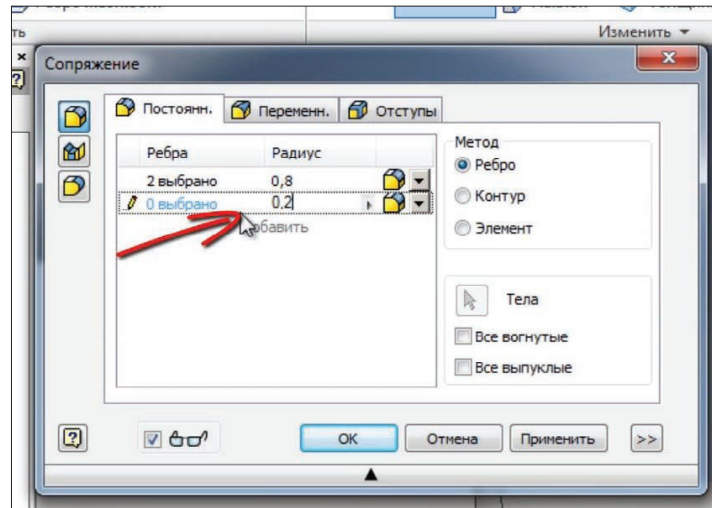 Изменить
Сопряжение
Постоянн. Переменн. Отступы
Ребра Радиус
2 выбрано 0,8
0 выбрано 0,2
обавить
Метод
Ребро
Контур
Элемент
Тела
Все вогнутые
Все выпуклые
OK Отмена Применить >>